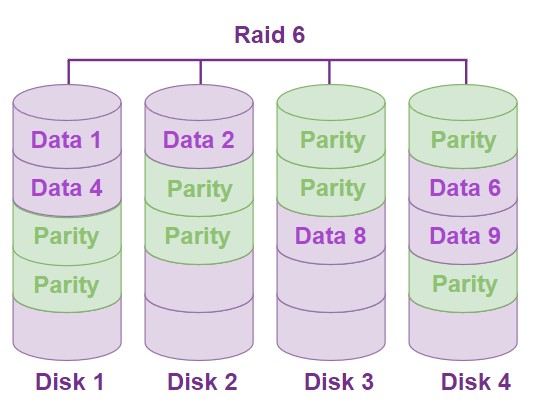 Raid 6
Data 1 Data 2 Parity Parity
Data 4 Parity Parity Data 6
Parity Parity Data 8 Data 9
Parity Parity
Disk 1 Disk 2 Disk 3 Disk 4